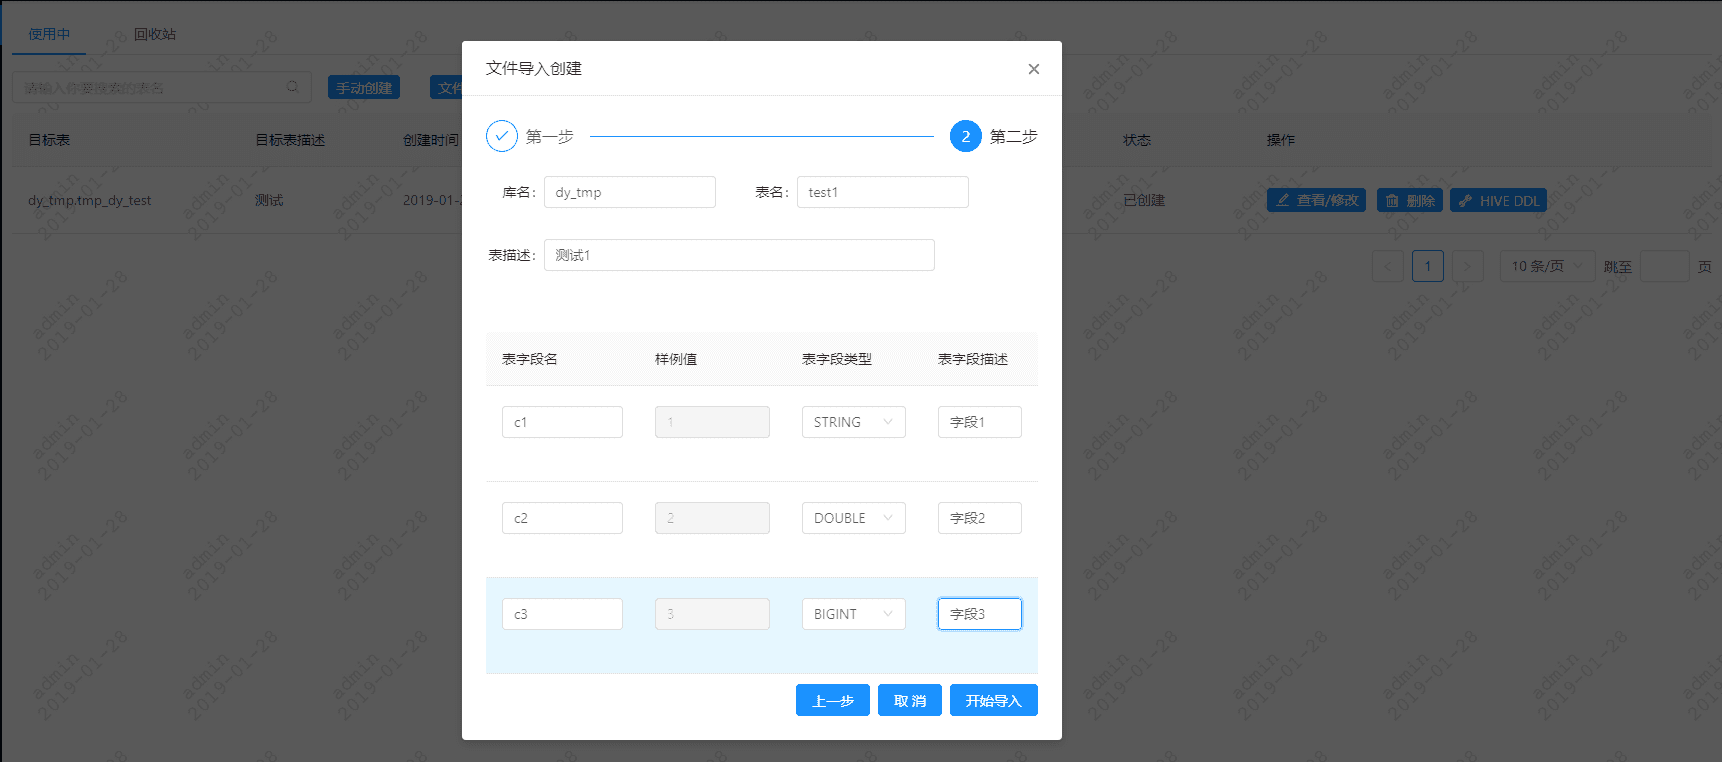 使用中 回收站
请输入你要搜索的表名 手动创建 文件
目标表 目标表描述 创建时间 状态 操作
dy_tmp.tmp_dy_test 测试 2019-01-2 已创建 查看/修改 删除 HIVE DDL
1 10 条/页 跳至 页
文件导入创建
第一步 2 第二步
库名: dy_tmp 表名: test1
表描述: 测试1
表字段名 样例值 表字段类型 表字段描述
c1 1 STRING 字段1
c2 2 DOUBLE 字段2
c3 3 BIGINT 字段3
上一步 取 消 开始导入
admin
2019-01-28